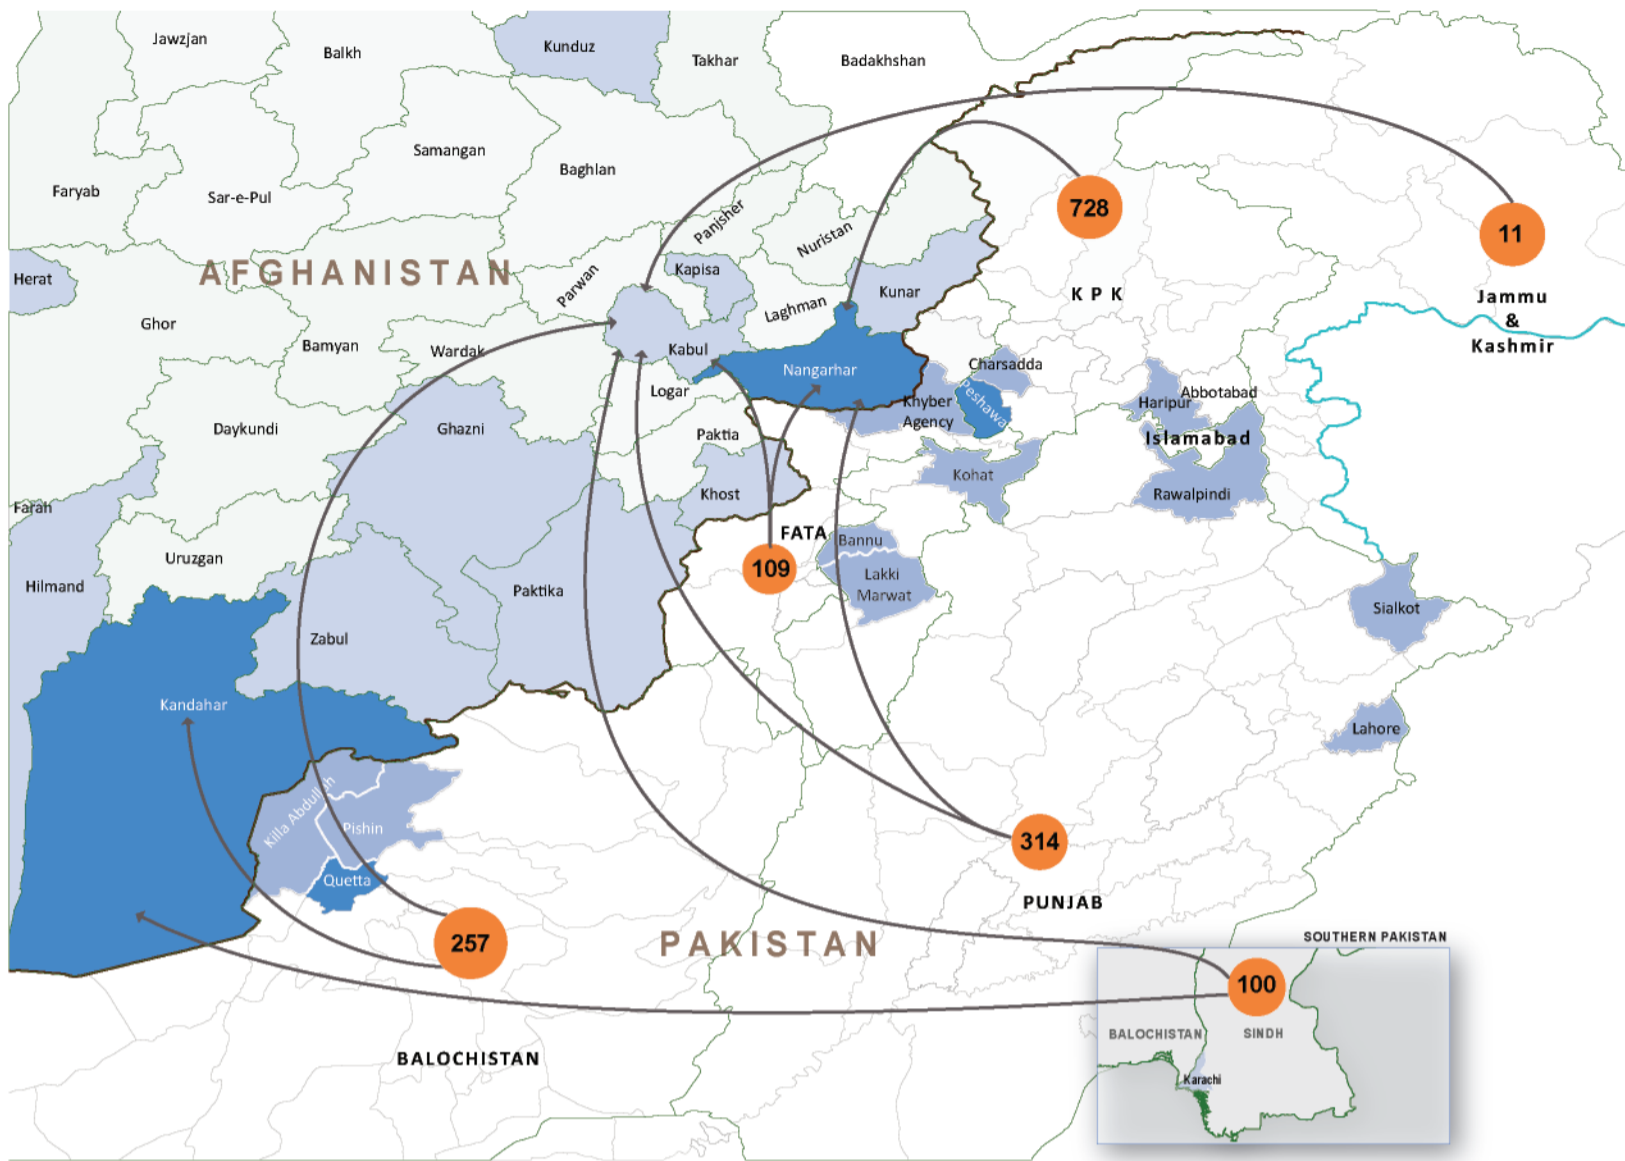 Jawzjan
Balkh
Kunduz
Takhar
Badakhshan
Samangan
Baghlan
Faryab
Sar-e-Pul
Panjsher
Nuristan
728
11
AFGHANISTAN
Herat
Parwan
Kapisa
Kunar
K P K
Jammu
&
Kashmir
Laghman
Ghor
Bamyan
Wardak
Kabul
Nangarhar
Charsadda
Logar
Khyber
Agency
Peshawa
Haripur
Abbotabad
Islamabad
Daykundi
Ghazni
Paktia
Kohat
Rawalpindi
Khost
Farah
FATA
Bannu
Uruzgan
109
Lakki
Marwat
Hilmand
Paktika
Sialkot
Zabul
Kandahar
Lahore
Killa Abdullah
Pishin
314
Quetta
PUNJAB
257
PAKISTAN
SOUTHERN PAKISTAN
100
BALOCHISTAN
SINDH
BALOCHISTAN
Karachi